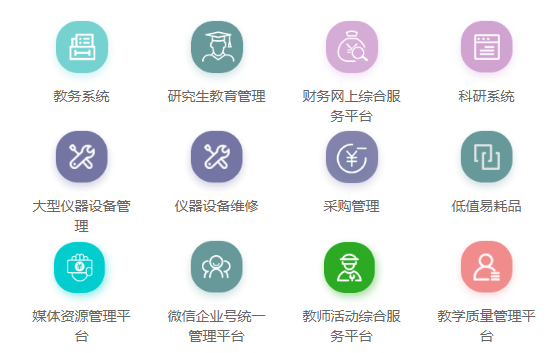 教务系统
研究生教育管理
财务网上综合服
务平台
科研系统
大型仪器设备管
理
仪器设备维修
采购管理
低值易耗品
媒体资源管理平
台
微信企业号统一
管理平台
教师活动综合服
务平台
教学质量管理平
台